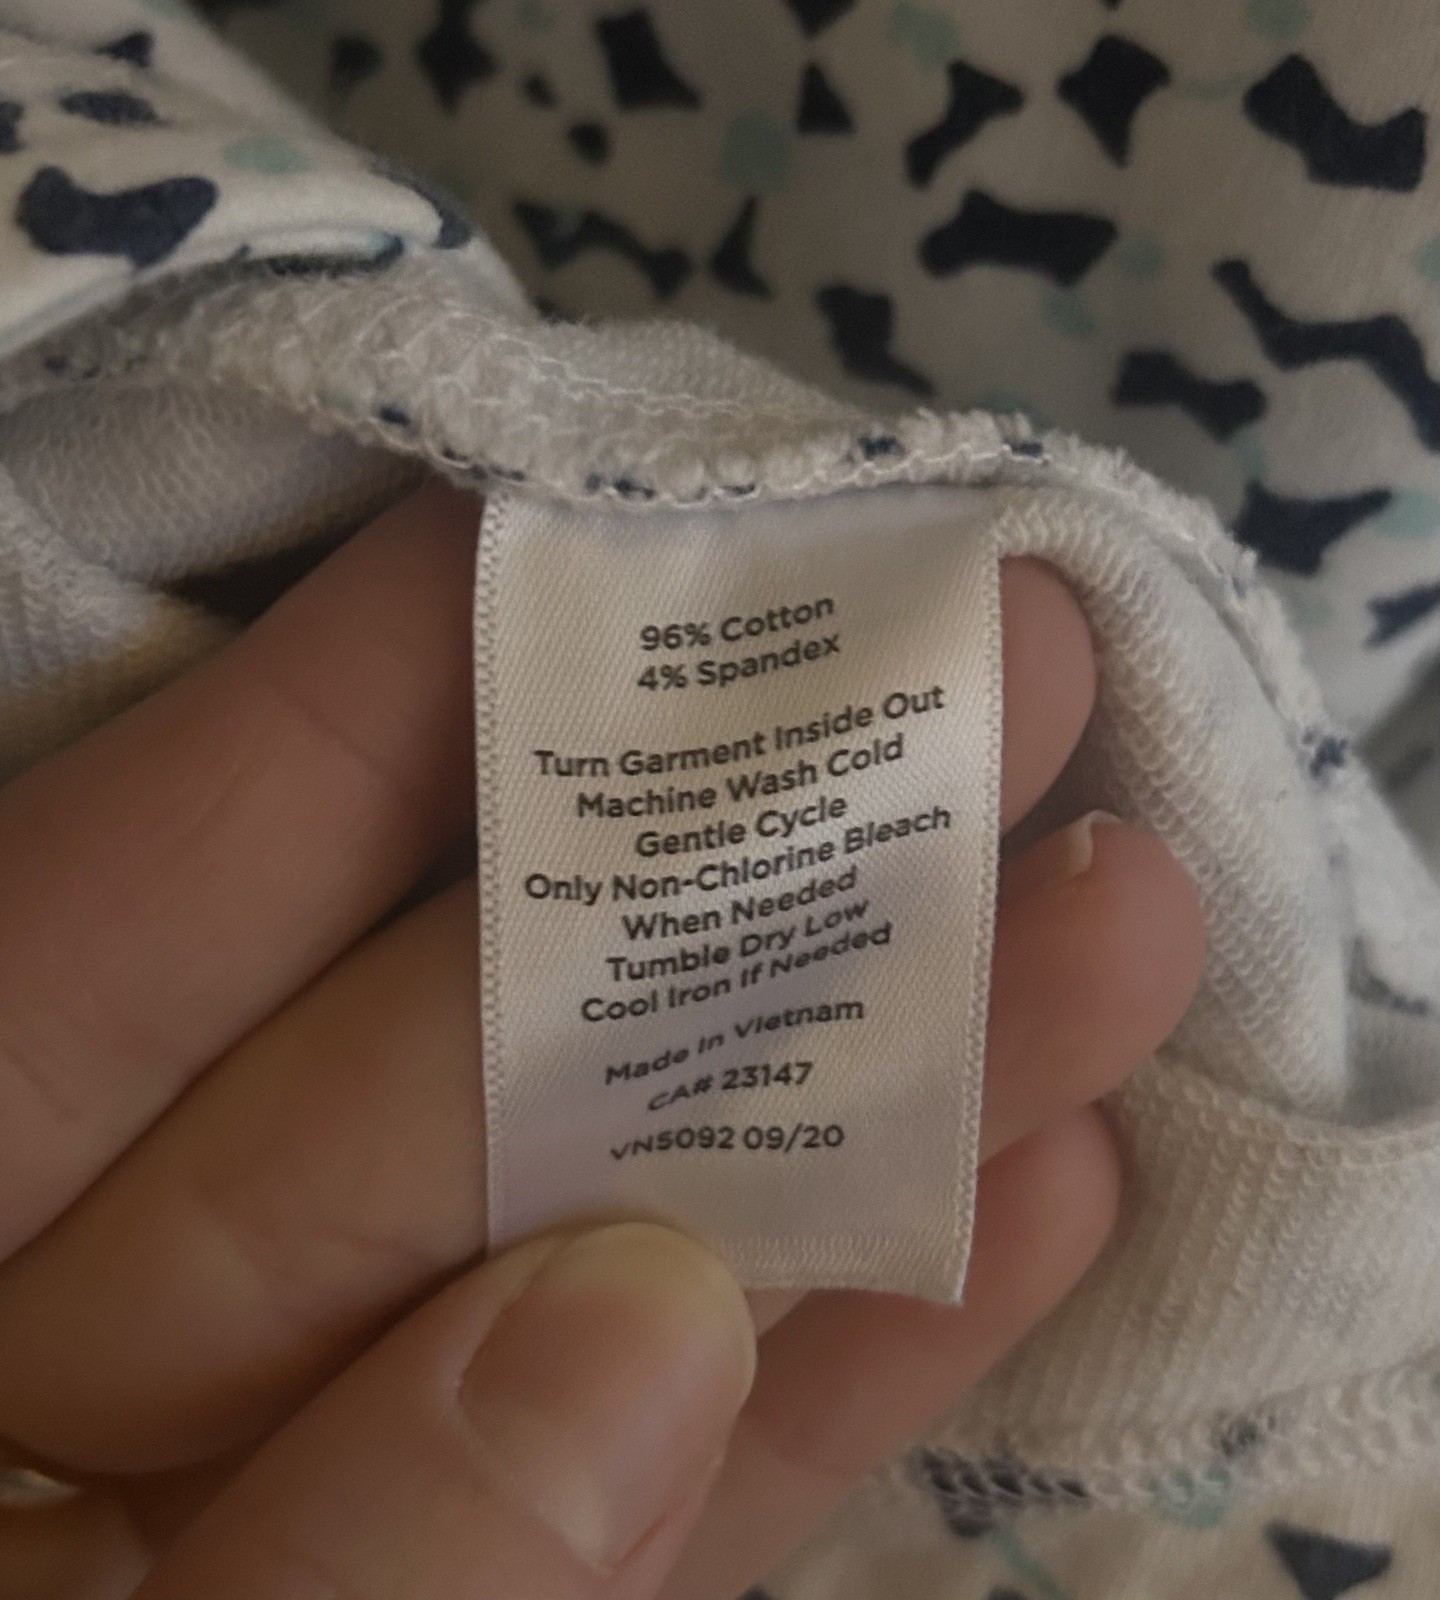 96% Cotton
4% Spandex
Turn Garment Inside Out
Machine Wash Cold
Gentle Cycle
Only Non-Chlorine Bleach
When Needed
Tumble Dry Low
Cool Iron If Needed
Made In Vietnam
CA# 23147
VN5092 09/20